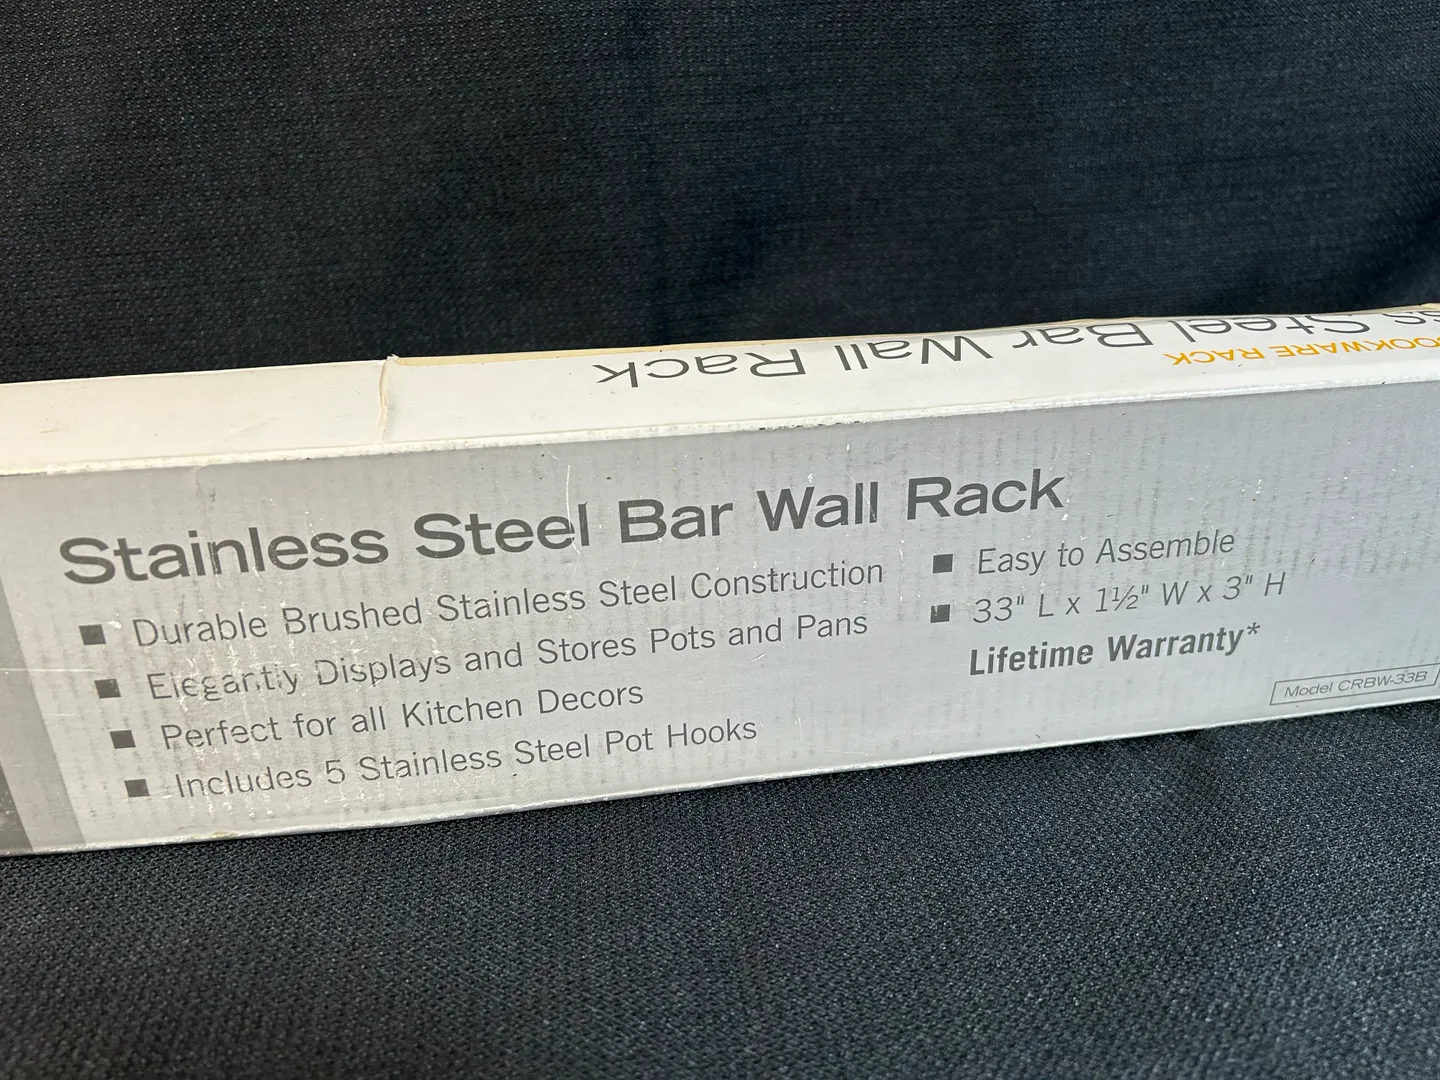 ss Steel Bar Wall Rack
OOKWARE RACK
Stainless Steel Bar Wall Rack
■ Durable Brushed Stainless Steel Construction
■ Elegantly Displays and Stores Pots and Pans
■ Perfect for all Kitchen Decors
■ Includes 5 Stainless Steel Pot Hooks
■ Easy to Assemble
■ 33" L x 1½" W x 3" H
Lifetime Warranty*
Model CRBW-33B